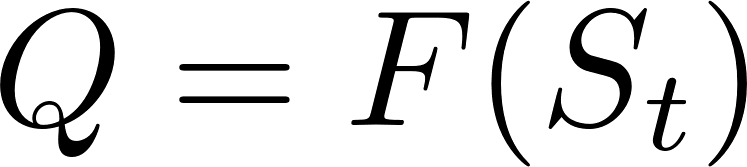 Q = F(S_t)